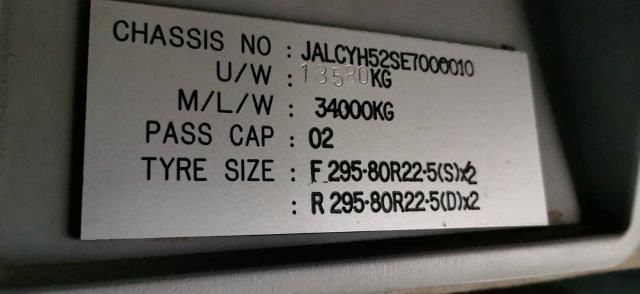 CHASSIS NO : JALCYH52SE7000010
U/W : 13580KG
M/L/W : 34000KG
PASS CAP : 02
TYRE SIZE : F 295·80R22·5(S)x2
: R 295·80R22·5(D)x2